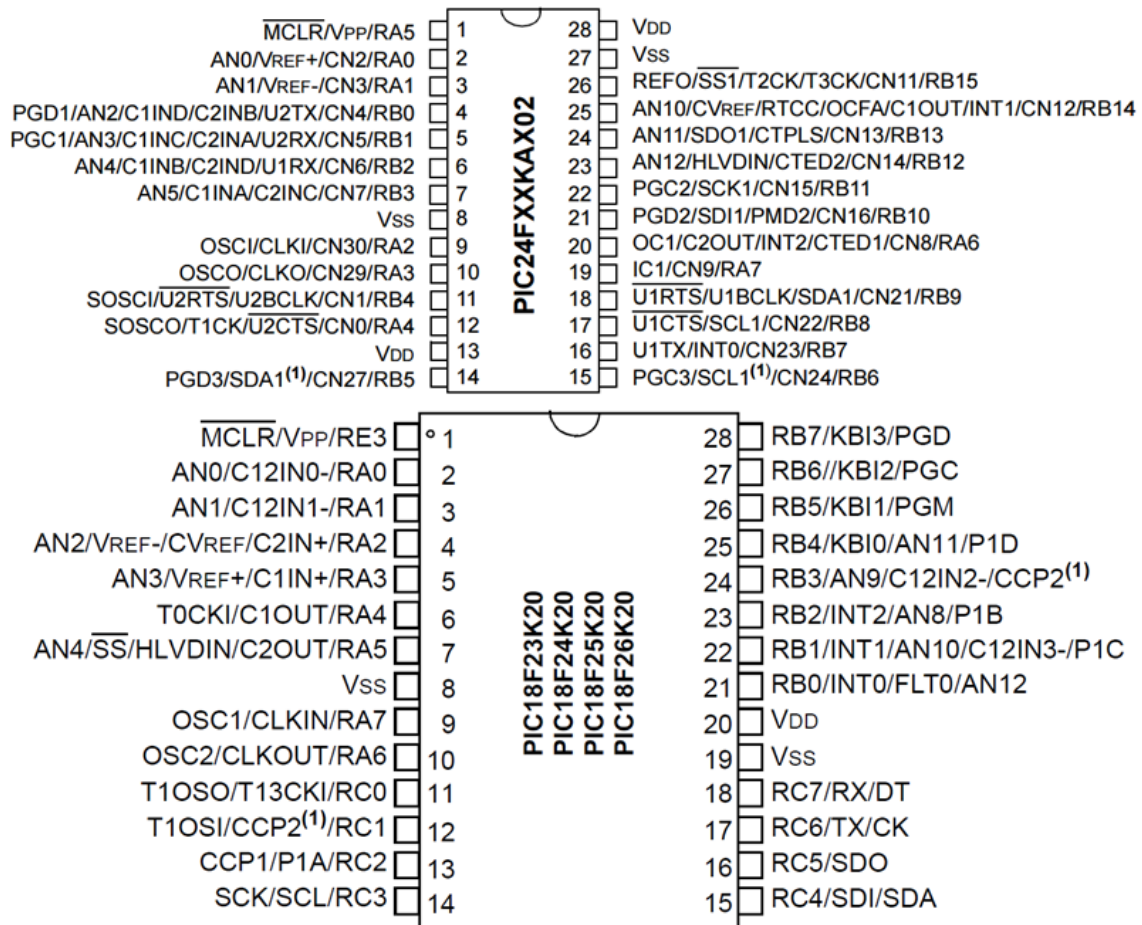 MCLR/VPP/RA5 1 28 VDD
AN0/VREF+/CN2/RA0 2 27 VSS
AN1/VREF-/CN3/RA1 3 26 REFO/SS1/T2CK/T3CK/CN11/RB15
PGD1/AN2/C1IND/C2INB/U2TX/CN4/RB0 4 25 AN10/CVREF/RTCC/OCFA/C1OUT/INT1/CN12/RB14
PGC1/AN3/C1INC/C2INA/U2RX/CN5/RB1 5 24 AN11/SDO1/CTPLS/CN13/RB13
AN4/C1INB/C2IND/U1RX/CN6/RB2 6 23 AN12/HLVDIN/CTED2/CN14/RB12
AN5/C1INA/C2INC/CN7/RB3 7 22 PGC2/SCK1/CN15/RB11
VSS 8 21 PGD2/SDI1/PMD2/CN16/RB10
OSCI/CLKI/CN30/RA2 9 20 OC1/C2OUT/INT2/CTED1/CN8/RA6
OSCO/CLKO/CN29/RA3 10 19 IC1/CN9/RA7
SOSCI/U2RTS/U2BCLK/CN1/RB4 11 18 U1RTS/U1BCLK/SDA1/CN21/RB9
SOSCO/T1CK/U2CTS/CN0/RA4 12 17 U1CTS/SCL1/CN22/RB8
VDD 13 16 U1TX/INT0/CN23/RB7
PGD3/SDA1(1)/CN27/RB5 14 15 PGC3/SCL1(1)/CN24/RB6
PIC24FXXKAX02
MCLR/VPP/RE3 1 28 RB7/KBI3/PGD
AN0/C12IN0-/RA0 2 27 RB6//KBI2/PGC
AN1/C12IN1-/RA1 3 26 RB5/KBI1/PGM
AN2/VREF-/CVREF/C2IN+/RA2 4 25 RB4/KBI0/AN11/P1D
AN3/VREF+/C1IN+/RA3 5 24 RB3/AN9/C12IN2-/CCP2(1)
T0CKI/C1OUT/RA4 6 23 RB2/INT2/AN8/P1B
AN4/SS/HLVDIN/C2OUT/RA5 7 22 RB1/INT1/AN10/C12IN3-/P1C
VSS 8 21 RB0/INT0/FLT0/AN12
OSC1/CLKIN/RA7 9 20 VDD
OSC2/CLKOUT/RA6 10 19 VSS
T1OSO/T13CKI/RC0 11 18 RC7/RX/DT
T1OSI/CCP2(1)/RC1 12 17 RC6/TX/CK
CCP1/P1A/RC2 13 16 RC5/SDO
SCK/SCL/RC3 14 15 RC4/SDI/SDA
PIC18F23K20
PIC18F24K20
PIC18F25K20
PIC18F26K20